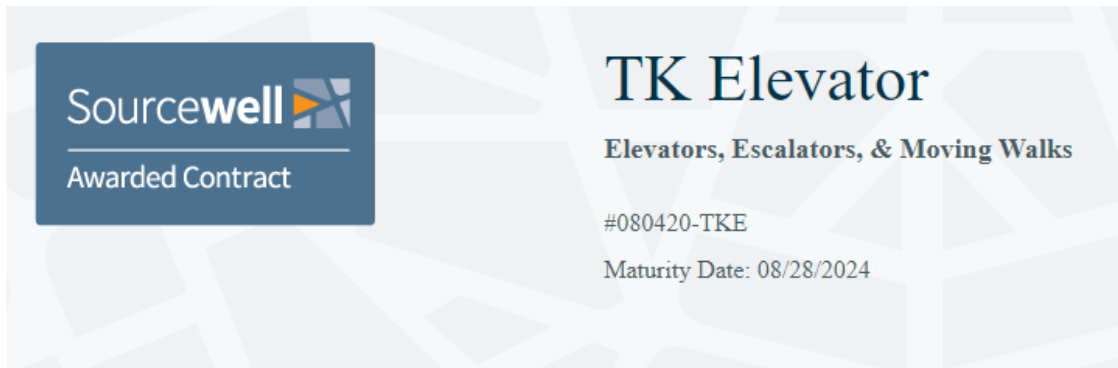 Sourcewell
Awarded Contract
TK Elevator
Elevators, Escalators, & Moving Walks
#080420-TKE
Maturity Date: 08/28/2024